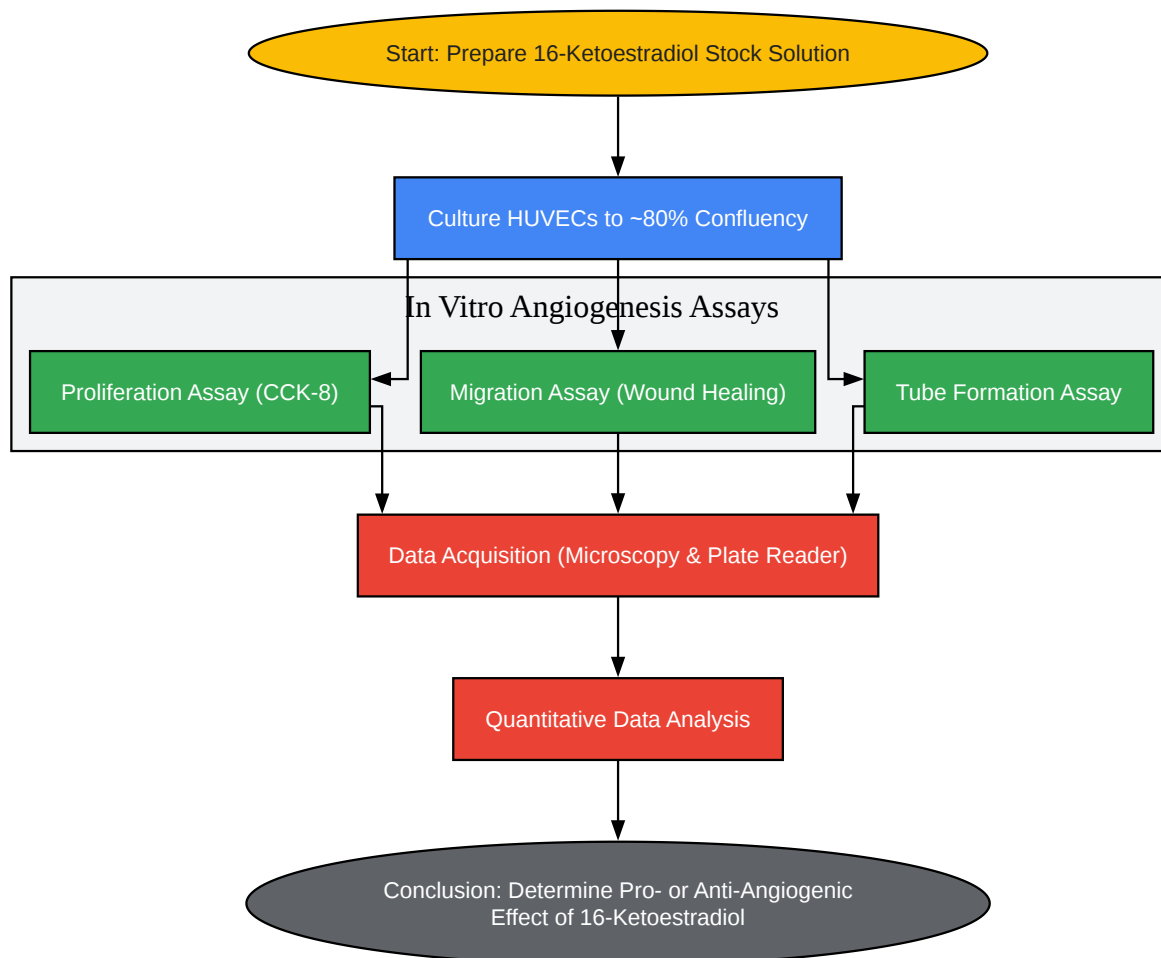 Start: Prepare 16-Ketoestradiol Stock Solution
Culture HUVECs to ~80% Confluency
In Vitro Angiogenesis Assays
Proliferation Assay (CCK-8)
Migration Assay (Wound Healing)
Tube Formation Assay
Data Acquisition (Microscopy & Plate Reader)
Quantitative Data Analysis
Conclusion: Determine Pro- or Anti-Angiogenic
Effect of 16-Ketoestradiol